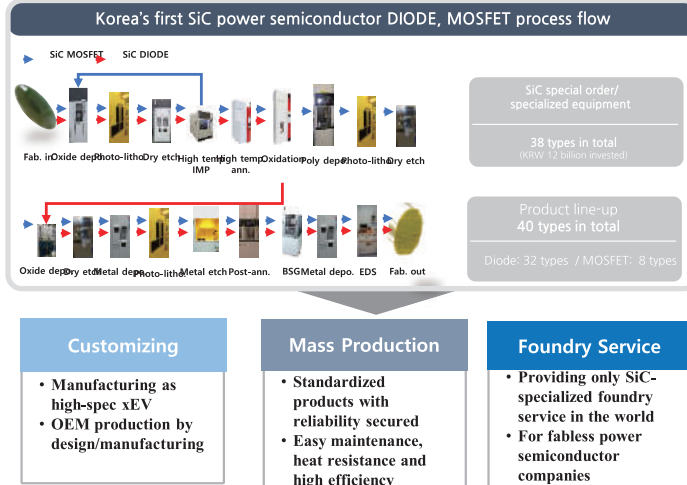 Korea's first SiC power semiconductor DIODE, MOSFET process flow
SiC MOSFET
SiC DIODE
Fab. in
Oxide depo.
Photo-litho.
Dry etch
High temp. IMP
High temp. ann.
Oxidation
Poly depo.
Photo-litho.
Dry etch
Oxide depo.
Dry etch
Metal depo.
Photo-litho.
Metal etch
Post-ann.
BSG
Metal depo.
EDS
Fab. out
SiC special order/
specialized equipment
38 types in total
(KRW 12 billion invested)
Product line-up
40 types in total
Diode: 32 types / MOSFET: 8 types
Customizing
• Manufacturing as
high-spec xEV
• OEM production by
design/manufacturing
Mass Production
• Standardized
products with
reliability secured
• Easy maintenance,
heat resistance and
high efficiency
Foundry Service
• Providing only SiC-
specialized foundry
service in the world
• For fabless power
semiconductor
companies